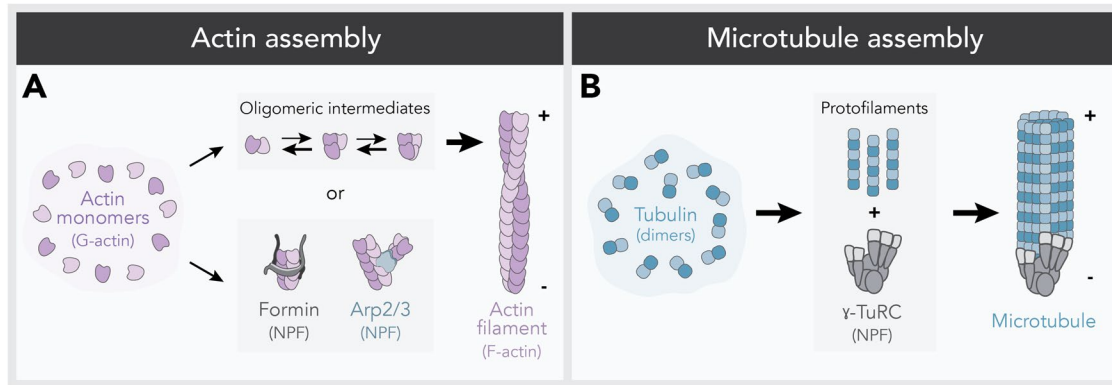 Actin assembly
A
Actin
monomers
(G-actin)
Oligomeric intermediates
or
Formin
(NPF)
Arp2/3
(NPF)
+
-
Actin
filament
(F-actin)
Microtubule assembly
B
Tubulin
(dimers)
Protofilaments
+
ɣ-TuRC
(NPF)
+
-
Microtubule